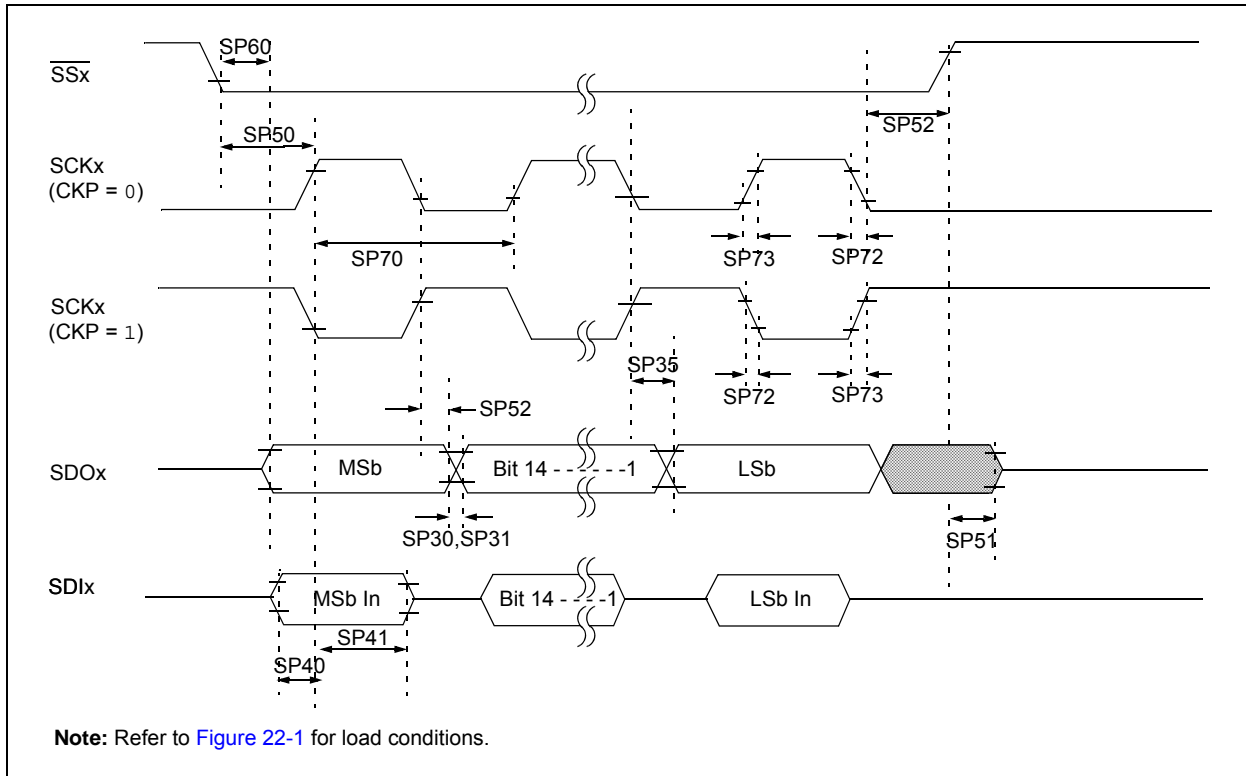 SP60
SSx
SP50
SP52
SCKx
(CKP = 0)
SP70
SP73
SP72
SCKx
(CKP = 1)
SP35
SP72
SP73
SP52
SDOx
MSb
Bit 14 - - - - - -1
LSb
SP30,SP31
SP51
SDIx
MSb In
Bit 14 - - - - -1
LSb In
SP41
SP40
Note: Refer to Figure 22-1 for load conditions.